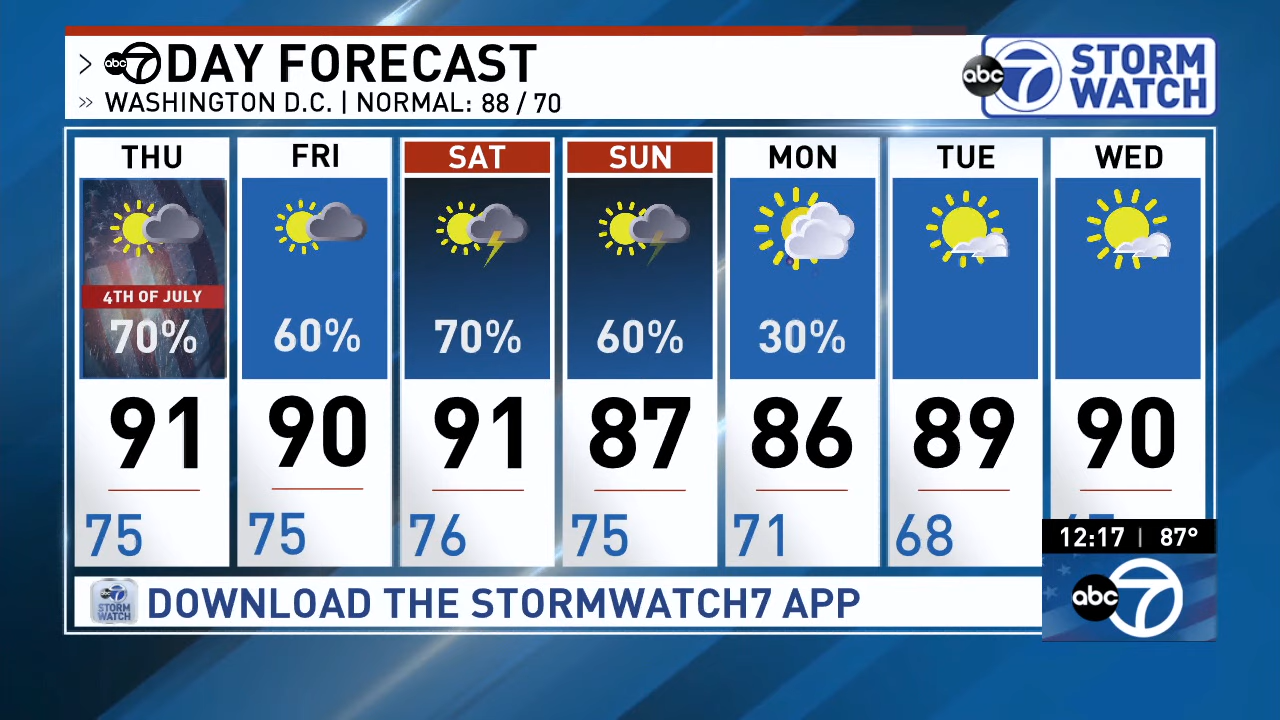 > abc 7 DAY FORECAST
» WASHINGTON D.C. | NORMAL: 88 / 70
abc 7 STORM WATCH
THU FRI SAT SUN MON TUE WED
4TH OF JULY
70% 60% 70% 60% 30%
91 90 91 87 86 89 90
75 75 76 75 71 68
12:17 | 87°
abc 7
abc 7 STORM WATCH
DOWNLOAD THE STORMWATCH7 APP